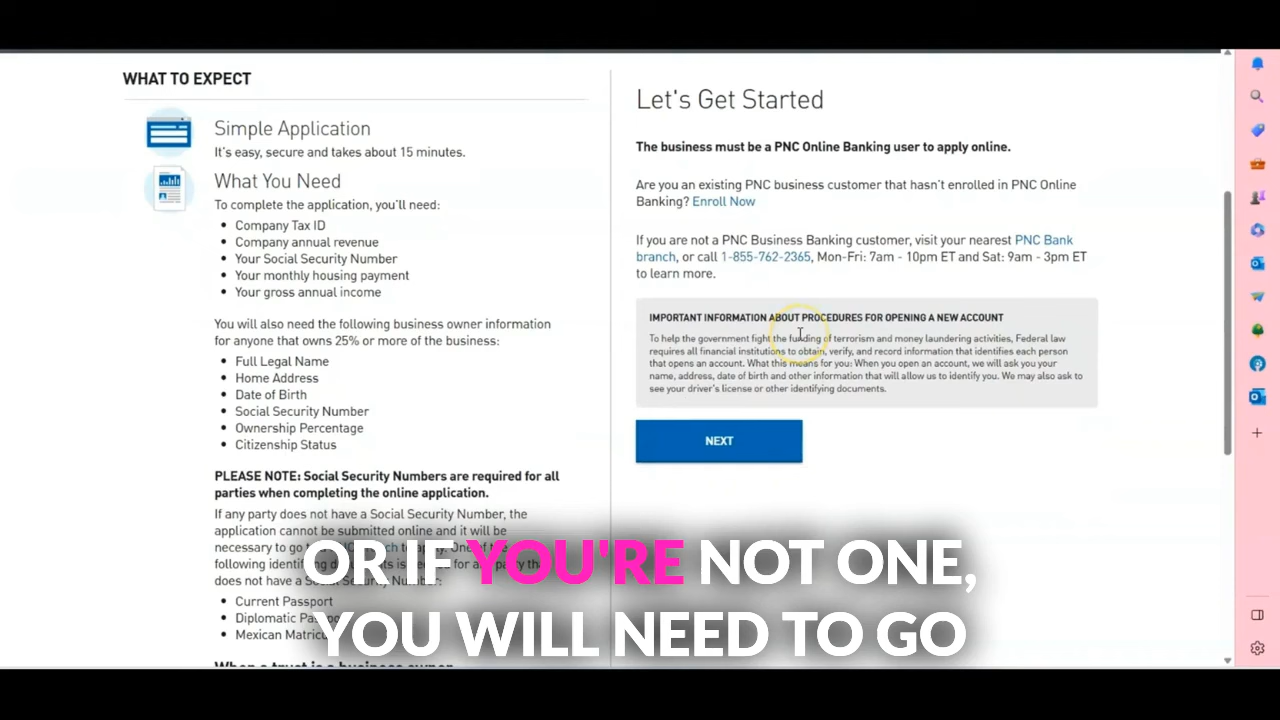 WHAT TO EXPECT
Simple Application
It's easy, secure and takes about 15 minutes.
What You Need
To complete the application, you'll need:
Company Tax ID
Company annual revenue
Your Social Security Number
Your monthly housing payment
Your gross annual income
You will also need the following business owner information
for anyone that owns 25% or more of the business:
Full Legal Name
Home Address
Date of Birth
Social Security Number
Ownership Percentage
Citizenship Status
PLEASE NOTE: Social Security Numbers are required for all
parties when completing the online application.
If any party does not have a Social Security Number, the
application cannot be submitted online and it will be
necessary to go to
following
does not have a Social Security Number:
Current Passport
Diplomatic
Mexican
Let's Get Started
The business must be a PNC Online Banking user to apply online.
Are you an existing PNC business customer that hasn't enrolled in PNC Online
Banking? Enroll Now
If you are not a PNC Business Banking customer, visit your nearest PNC Bank
branch, or call 1-855-762-2365, Mon-Fri: 7am - 10pm ET and Sat: 9am - 3pm ET
to learn more.
IMPORTANT INFORMATION ABOUT PROCEDURES FOR OPENING A NEW ACCOUNT
To help the government fight the funding of terrorism and money laundering activities, Federal law
requires all financial institutions to obtain, verify, and record information that identifies each person
that opens an account. What this means for you: When you open an account, we will ask you your
name, address, date of birth and other information that will allow us to identify you. We may also ask to
see your driver's license or other identifying documents.
NEXT
OR IF YOU'RE NOT ONE,
YOU WILL NEED TO GO